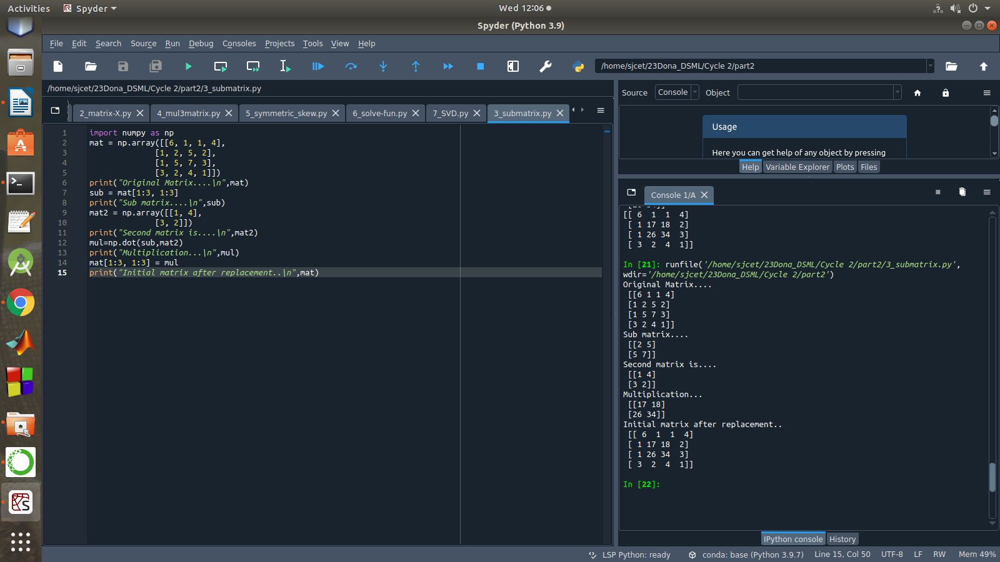 Activities Spyder Wed 12:06
Spyder (Python 3.9)
File Edit Search Source Run Debug Consoles Projects Tools View Help
/home/sjcet/23Dona_DSML/Cycle 2/part2
/home/sjcet/23Dona_DSML/Cycle 2/part2/3_submatrix.py
2_matrix-X.py 4_mul3matrix.py 5_symmetric_skew.py 6_solve-fun.py 7_SVD.py 3_submatrix.py
1 import numpy as np
2 mat = np.array([[6, 1, 1, 4],
3 [1, 2, 5, 2],
4 [1, 5, 7, 3],
5 [3, 2, 4, 1]])
6 print("Original Matrix....\n",mat)
7 sub = mat[1:3, 1:3]
8 print("Sub matrix....\n",sub)
9 mat2 = np.array([[1, 4],
10 [3, 2]])
11 print("Second matrix is....\n",mat2)
12 mul=np.dot(sub,mat2)
13 print("Multiplication...\n",mul)
14 mat[1:3, 1:3] = mul
15 print("Initial matrix after replacement..\n",mat)
Source Console Object
Usage
Here you can get help of any object by pressing
Help Variable Explorer Plots Files
Console 1/A
[[ 6 1 1 4]
[ 1 17 18 2]
[ 1 26 34 3]
[ 3 2 4 1]]
In [21]: runfile('/home/sjcet/23Dona_DSML/Cycle 2/part2/3_submatrix.py',
wdir='/home/sjcet/23Dona_DSML/Cycle 2/part2')
Original Matrix....
[[6 1 1 4]
[1 2 5 2]
[1 5 7 3]
[3 2 4 1]]
Sub matrix....
[[2 5]
[5 7]]
Second matrix is....
[[1 4]
[3 2]]
Multiplication...
[[17 18]
[26 34]]
Initial matrix after replacement..
[[ 6 1 1 4]
[ 1 17 18 2]
[ 1 26 34 3]
[ 3 2 4 1]]
In [22]:
IPython console History
LSP Python: ready conda: base (Python 3.9.7) Line 15, Col 50 UTF-8 LF RW Mem 49%